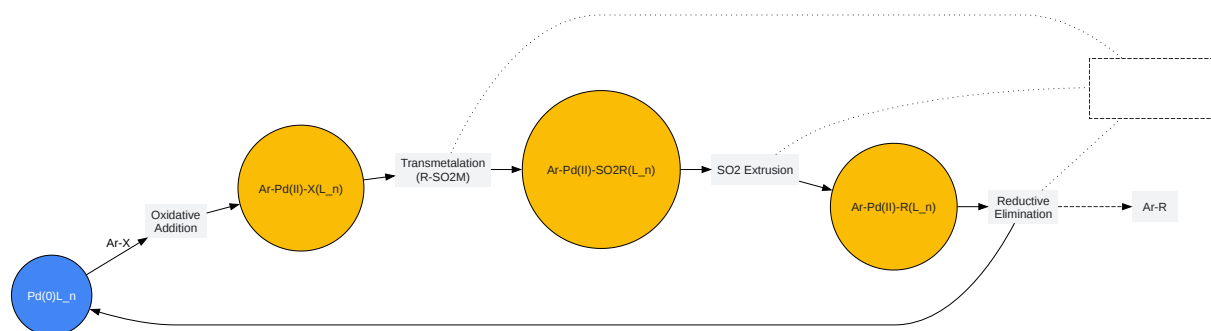 Pd(0)L_n
Ar-X
Oxidative
Addition
Ar-Pd(II)-X(L_n)
Transmetalation
(R-SO2M)
Ar-Pd(II)-SO2R(L_n)
SO2 Extrusion
Ar-Pd(II)-R(L_n)
Reductive
Elimination
Ar-R